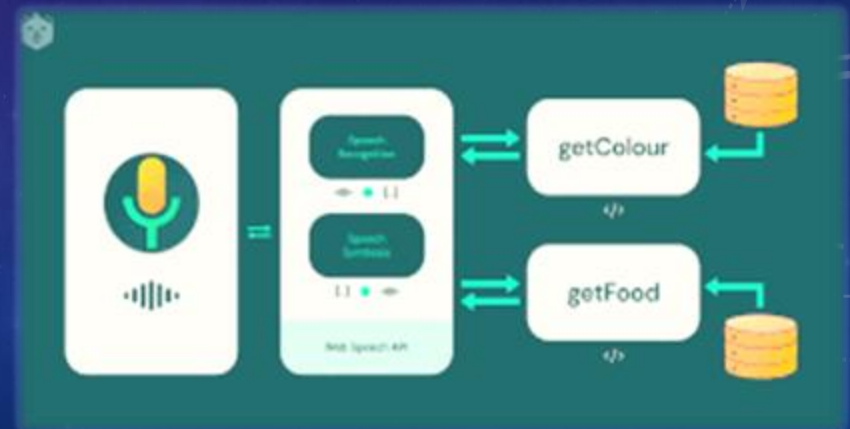 Speech
Recognition
Speech
Synthesis
Web Speech API
getColour
</>
getFood
</>